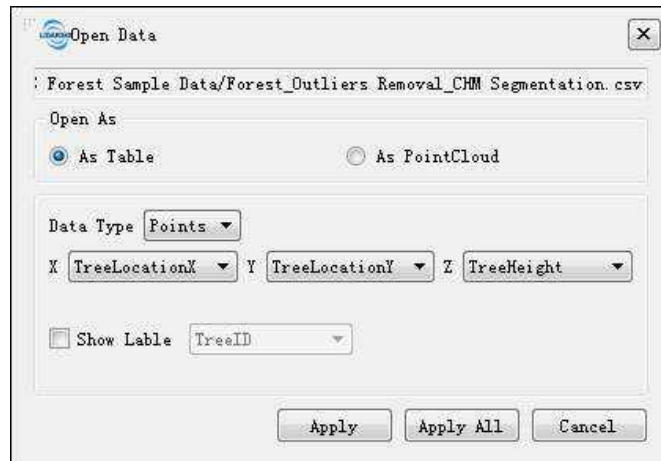 Open Data
: Forest Sample Data/Forest_Outliers Removal_CHM Segmentation.csv
Open As
As Table As PointCloud
Data Type Points
X TreeLocationX Y TreeLocationY Z TreeHeight
Show Lable TreeID
Apply Apply All Cancel